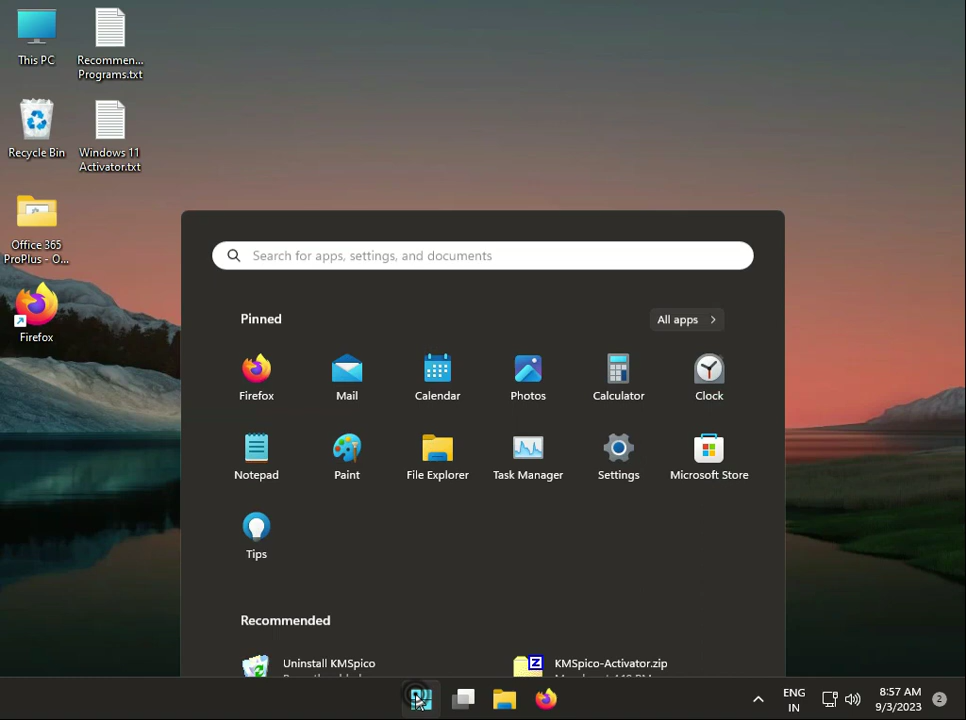 This PC
Recommen...
Programs.txt
Recycle Bin
Windows 11
Activator.txt
Office 365
ProPlus - O...
Firefox
Search for apps, settings, and documents
Pinned
All apps
Firefox
Mail
Calendar
Photos
Calculator
Clock
Notepad
Paint
File Explorer
Task Manager
Settings
Microsoft Store
Tips
Recommended
Uninstall KMSpico
KMSpico-Activator.zip
ENG
IN
8:57 AM
9/3/2023
2